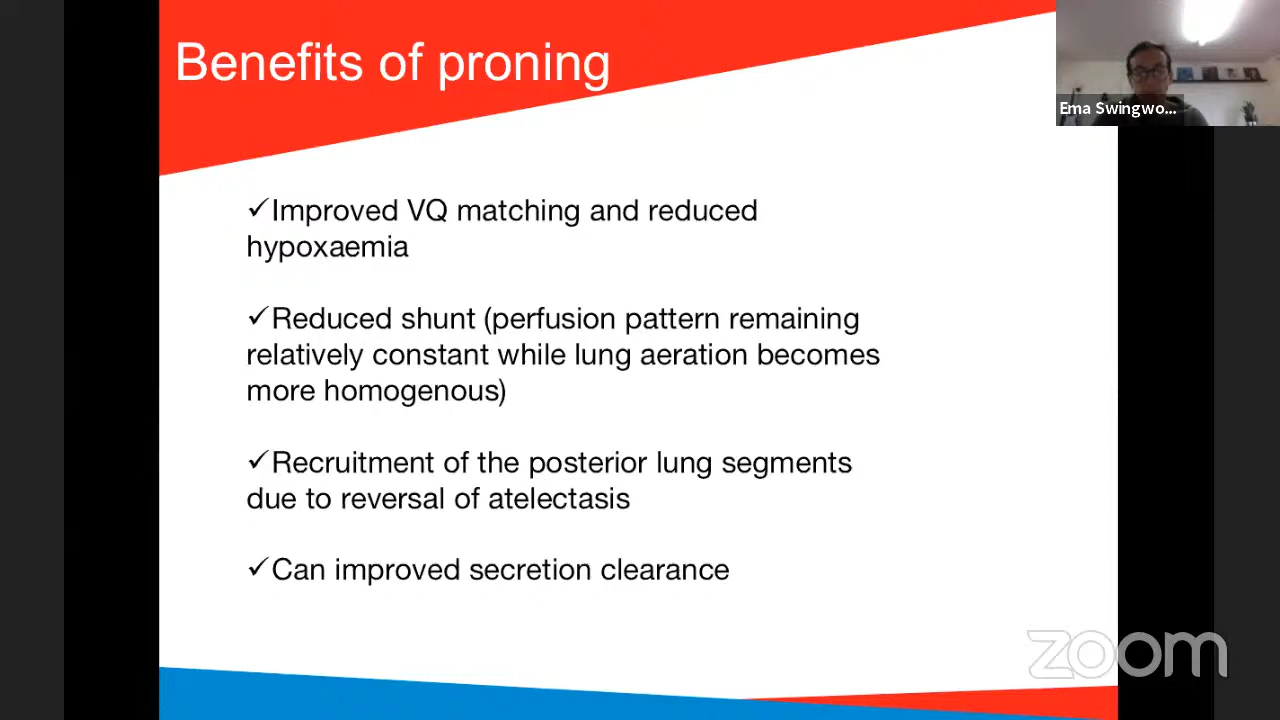 Benefits of proning
Ema Swingwo...
✓Improved VQ matching and reduced
hypoxaemia
✓Reduced shunt (perfusion pattern remaining
relatively constant while lung aeration becomes
more homogenous)
✓Recruitment of the posterior lung segments
due to reversal of atelectasis
✓Can improved secretion clearance
zoom